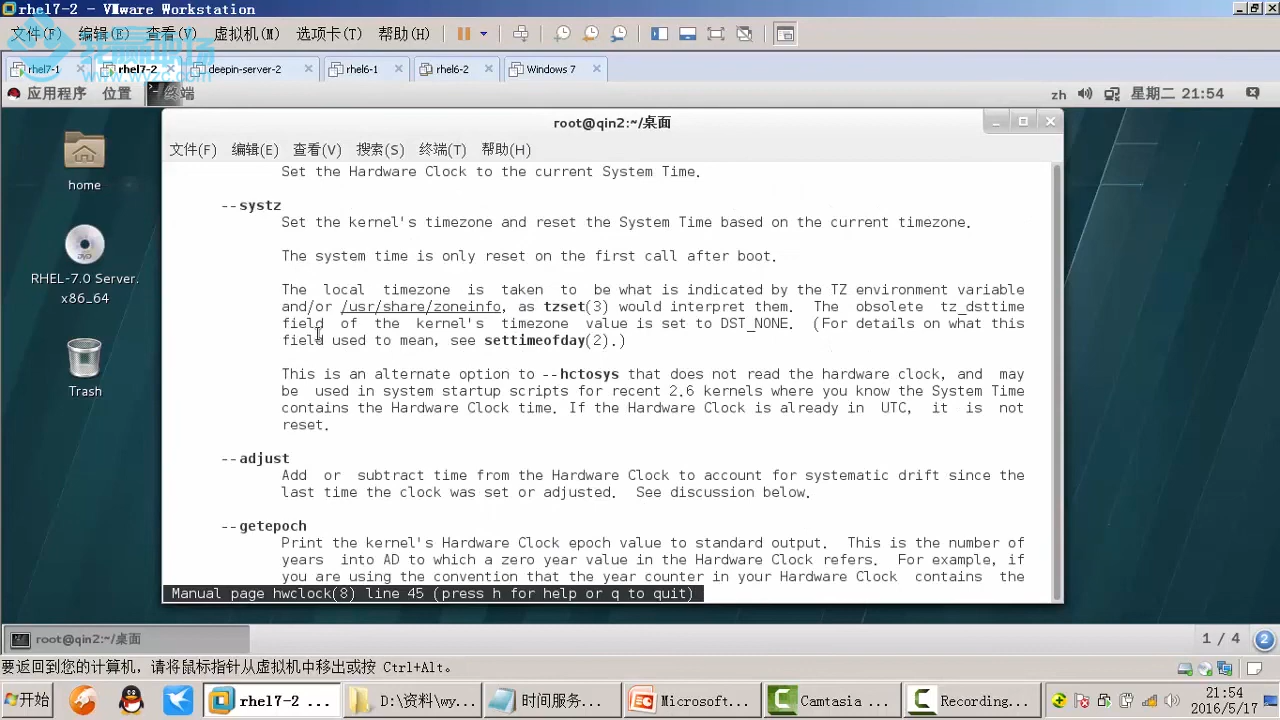 rhel7-2 - VMware Workstation
文件(F) 编辑(E) 查看(V) 虚拟机(M) 选项卡(T) 帮助(H)
rhel7-1 rhel7-2 deepin-server-2 rhel6-1 rhel6-2 Windows 7
www.wyzc.com
应用程序 位置 终端 zh 星期二 21:54
root@qin2:~/桌面
文件(F) 编辑(E) 查看(V) 搜索(S) 终端(T) 帮助(H)
home
RHEL-7.0 Server.
x86_64
Trash
Set the Hardware Clock to the current System Time.
--systz
Set the kernel's timezone and reset the System Time based on the current timezone.
The system time is only reset on the first call after boot.
The local timezone is taken to be what is indicated by the TZ environment variable
and/or /usr/share/zoneinfo, as tzset(3) would interpret them. The obsolete tz_dsttime
field of the kernel's timezone value is set to DST_NONE. (For details on what this
field used to mean, see settimeofday(2).)
This is an alternate option to --hctosys that does not read the hardware clock, and may
be used in system startup scripts for recent 2.6 kernels where you know the System Time
contains the Hardware Clock time. If the Hardware Clock is already in UTC, it is not
reset.
--adjust
Add or subtract time from the Hardware Clock to account for systematic drift since the
last time the clock was set or adjusted. See discussion below.
--getepoch
Print the kernel's Hardware Clock epoch value to standard output. This is the number of
years into AD to which a zero year value in the Hardware Clock refers. For example, if
you are using the convention that the year counter in your Hardware Clock contains the
Manual page hwclock(8) line 45 (press h for help or q to quit)
root@qin2:~/桌面 1 / 4 2
要返回到您的计算机，请将鼠标指针从虚拟机中移出或按 Ctrl+Alt。
开始 rhel7-2 ... D:\资料\wy... 时间服务... Microsoft... Camtasia ... Recording... 21:54
2016/5/17